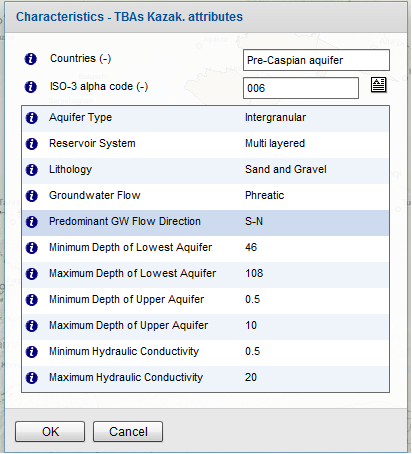 Characteristics - TBAs Kazak. attributes
Countries (-) Pre-Caspian aquifer
ISO-3 alpha code (-) 006
Aquifer Type Intergranular
Reservoir System Multi layered
Lithology Sand and Gravel
Groundwater Flow Phreatic
Predominant GW Flow Direction S-N
Minimum Depth of Lowest Aquifer 46
Maximum Depth of Lowest Aquifer 108
Minimum Depth of Upper Aquifer 0.5
Maximum Depth of Upper Aquifer 10
Minimum Hydraulic Conductivity 0.5
Maximum Hydraulic Conductivity 20
OK Cancel